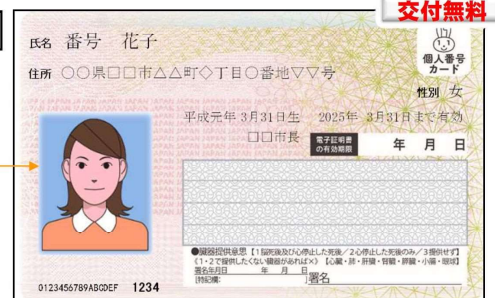 交付無料
氏名 番号 花子
個人番号
カード
住所 〇〇県□□市△△町◇丁目〇番地▽▽号
性別 女
平成元年 3月31日生 2025年 3月31日まで有効
□□市長
電子証明書
の有効期限
年 月 日
●臓器提供意思【1脳死後及び心停止した死後／2心停止した死後のみ／3提供せず】
《1・2で提供したくない臓器があれば×》【心臓・肺・肝臓・腎臓・膵臓・小腸・眼球】
署名年月日 年 月 日
[特記欄: ]署名
0123456789ABCDEF 1234